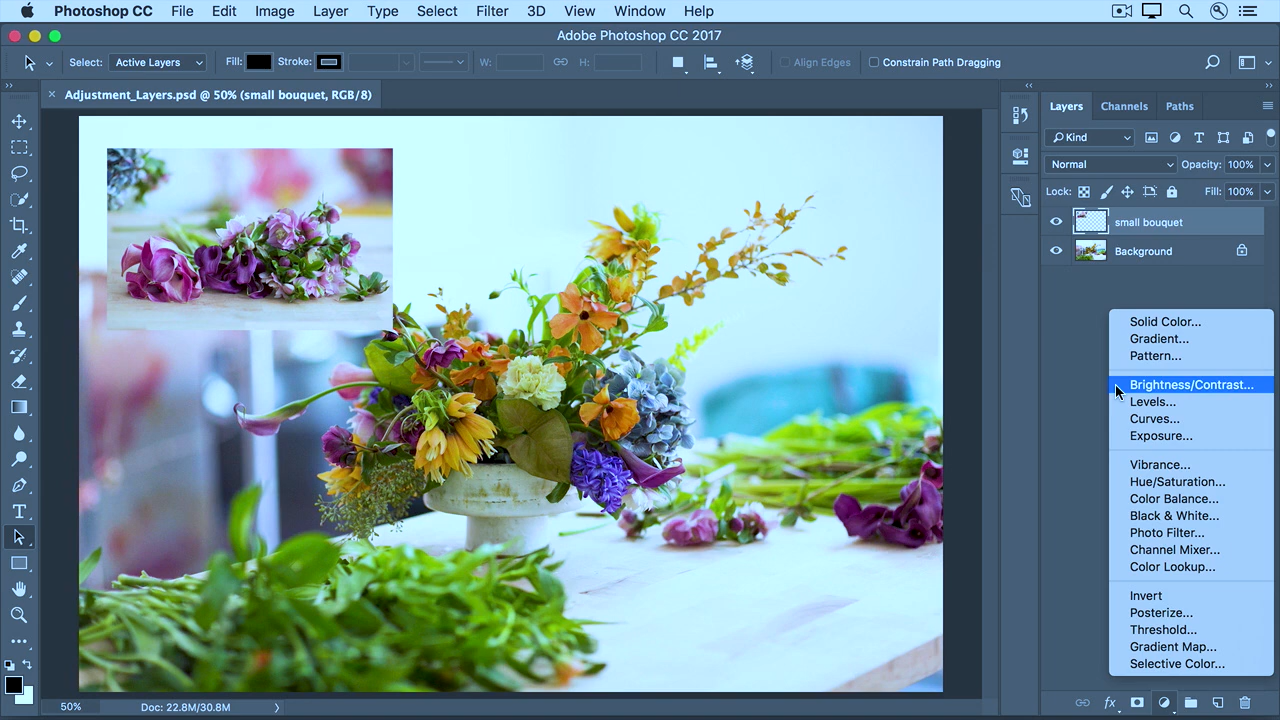 Photoshop CC File Edit Image Layer Type Select Filter 3D View Window Help
Adobe Photoshop CC 2017
Select: Active Layers Fill: Stroke: W: H: Align Edges Constrain Path Dragging
Adjustment_Layers.psd @ 50% (small bouquet, RGB/8)
Layers Channels Paths
Kind
Normal Opacity: 100%
Lock: Fill: 100%
small bouquet
Background
Solid Color...
Gradient...
Pattern...
Brightness/Contrast...
Levels...
Curves...
Exposure...
Vibrance...
Hue/Saturation...
Color Balance...
Black & White...
Photo Filter...
Channel Mixer...
Color Lookup...
Invert
Posterize...
Threshold...
Gradient Map...
Selective Color...
50% Doc: 22.8M/30.8M
fx